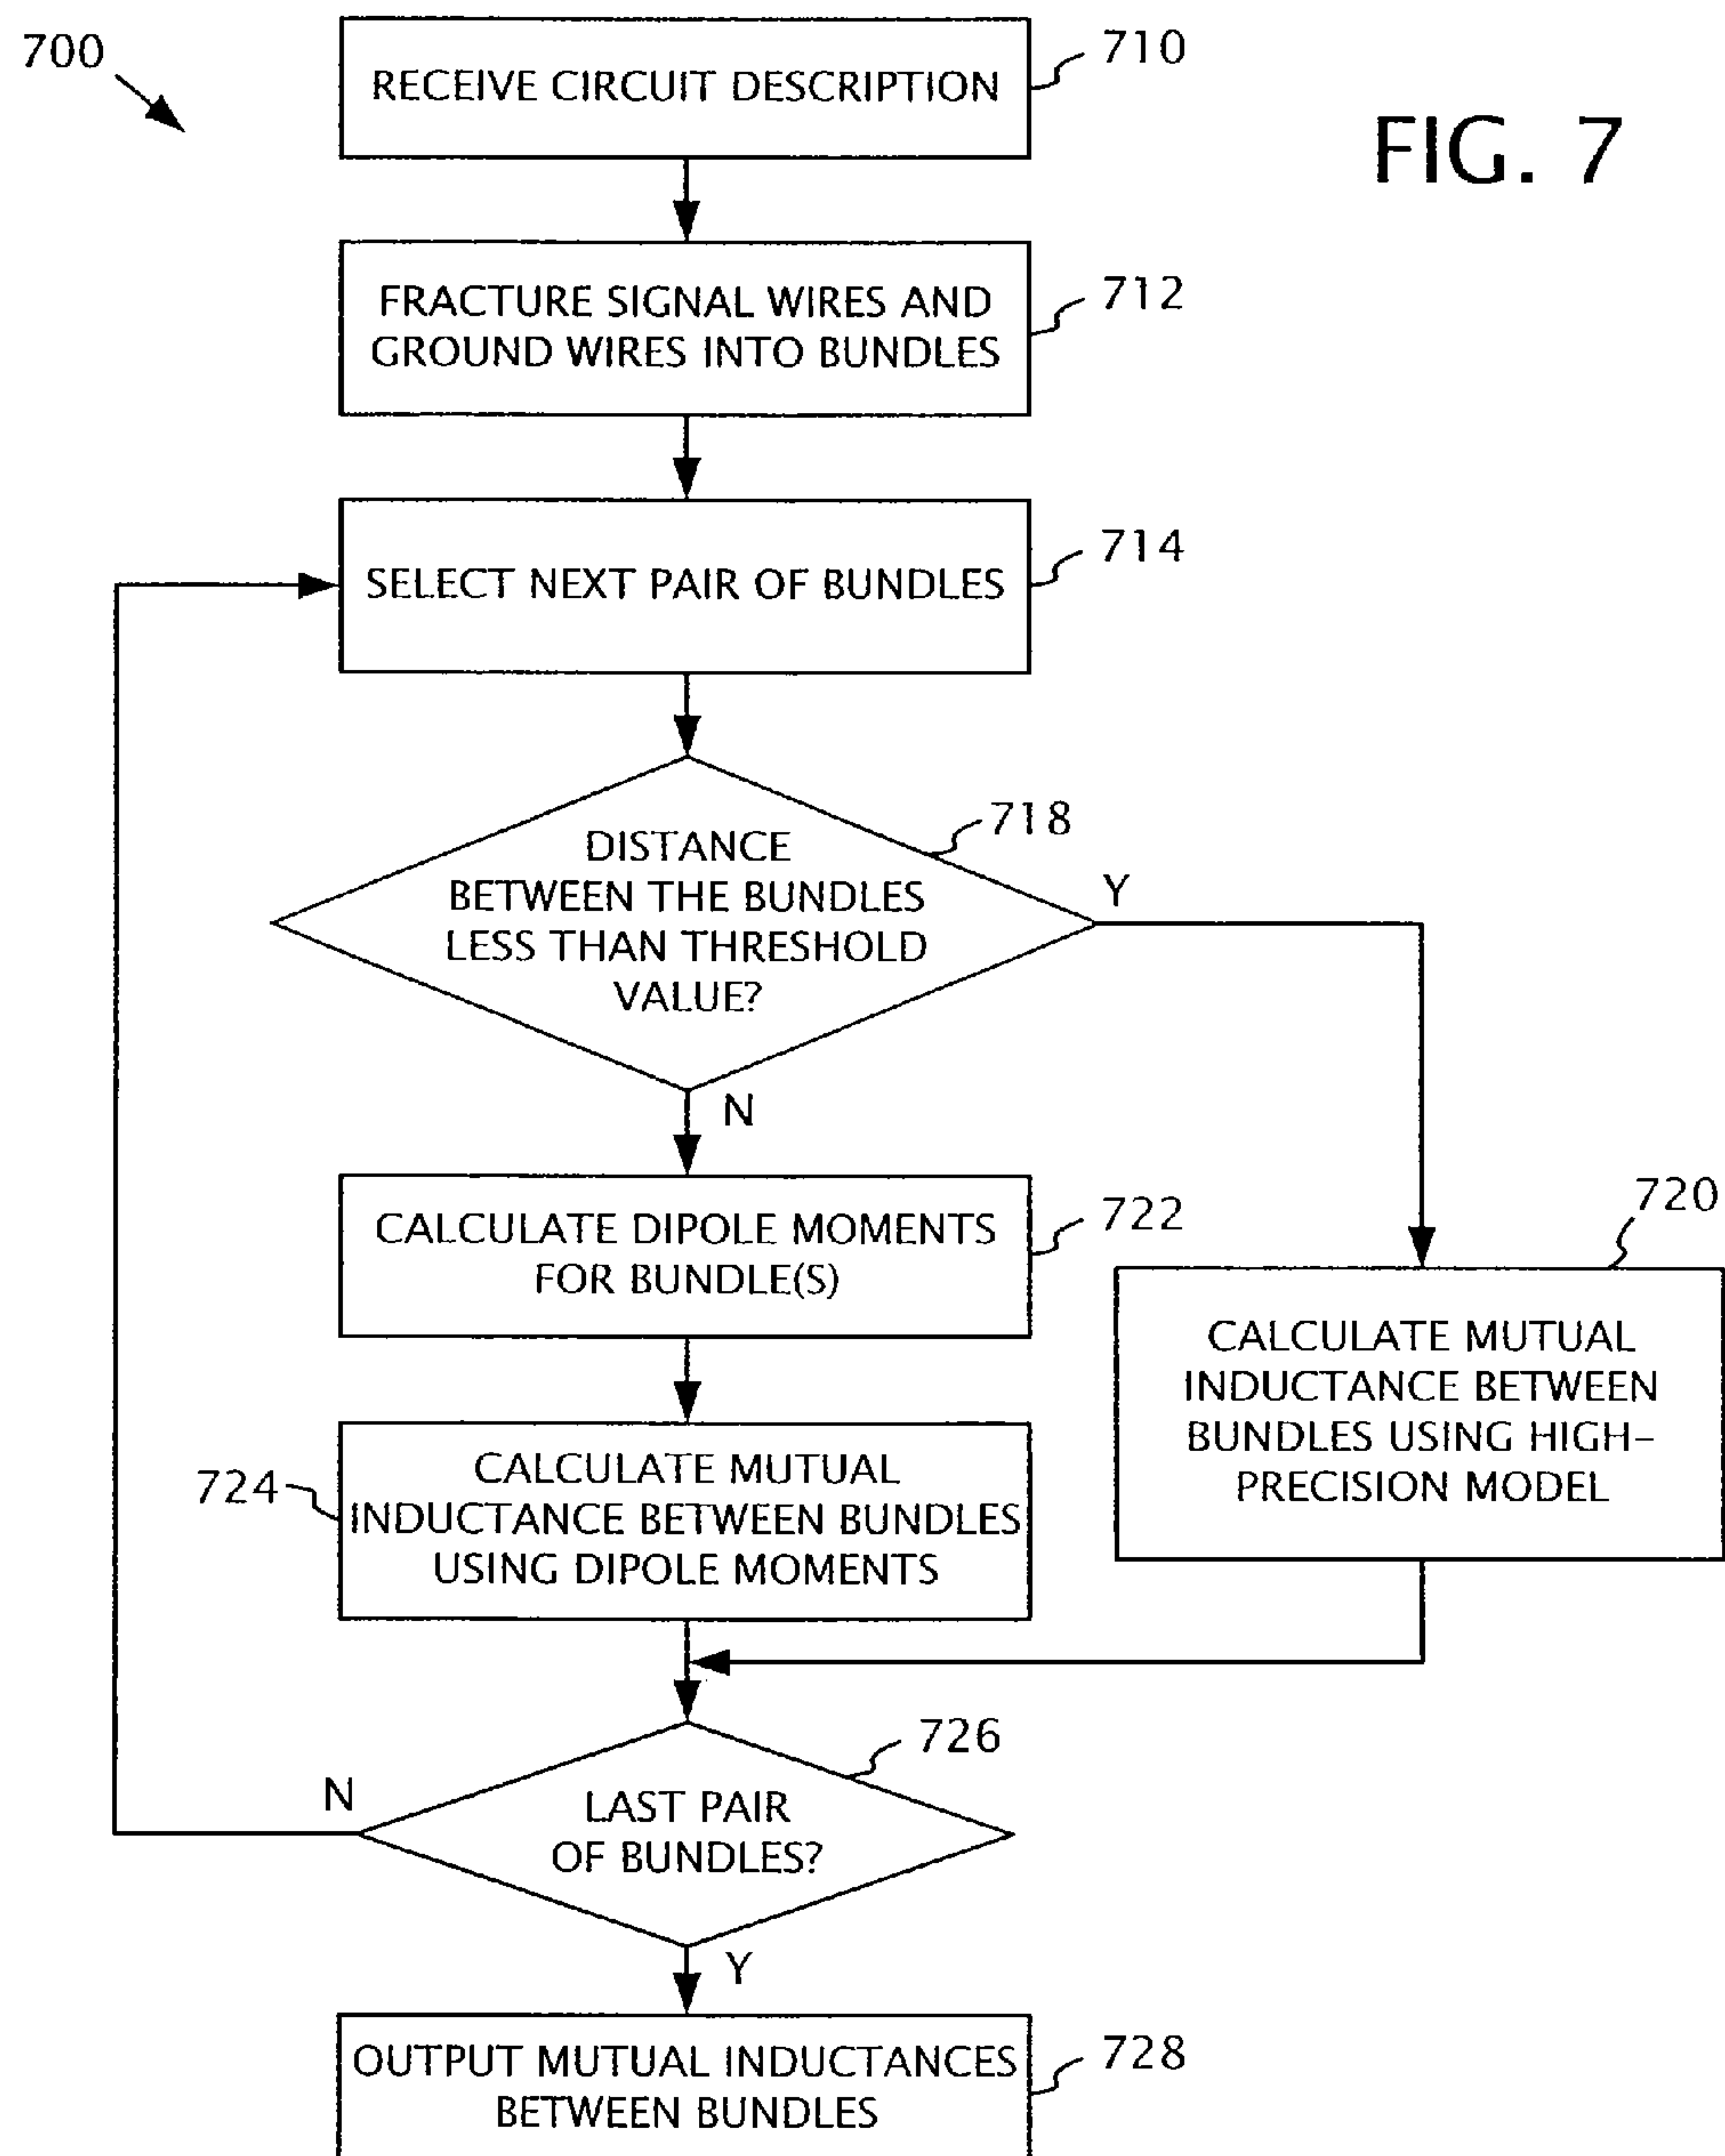 700
RECEIVE CIRCUIT DESCRIPTION
710
FIG. 7
FRACTURE SIGNAL WIRES AND
GROUND WIRES INTO BUNDLES
712
SELECT NEXT PAIR OF BUNDLES
714
DISTANCE
BETWEEN THE BUNDLES
LESS THAN THRESHOLD
VALUE?
718
Y
N
CALCULATE DIPOLE MOMENTS
FOR BUNDLE(S)
722
720
CALCULATE MUTUAL
INDUCTANCE BETWEEN
BUNDLES USING HIGH-
PRECISION MODEL
724
CALCULATE MUTUAL
INDUCTANCE BETWEEN BUNDLES
USING DIPOLE MOMENTS
726
N
LAST PAIR
OF BUNDLES?
Y
OUTPUT MUTUAL INDUCTANCES
BETWEEN BUNDLES
728